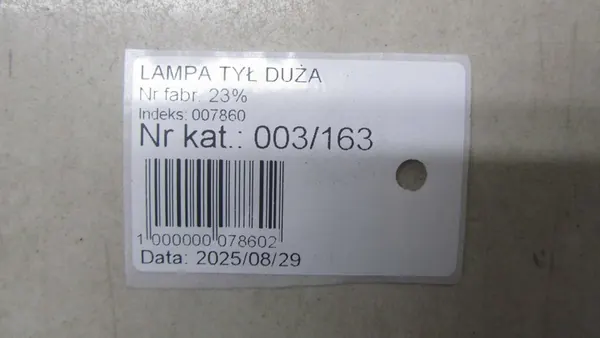 LAMPA TYŁ DUŻA
Nr fabr. 23%
Indeks: 007860
Nr kat.: 003/163
1 000000 078602
Data: 2025/08/29